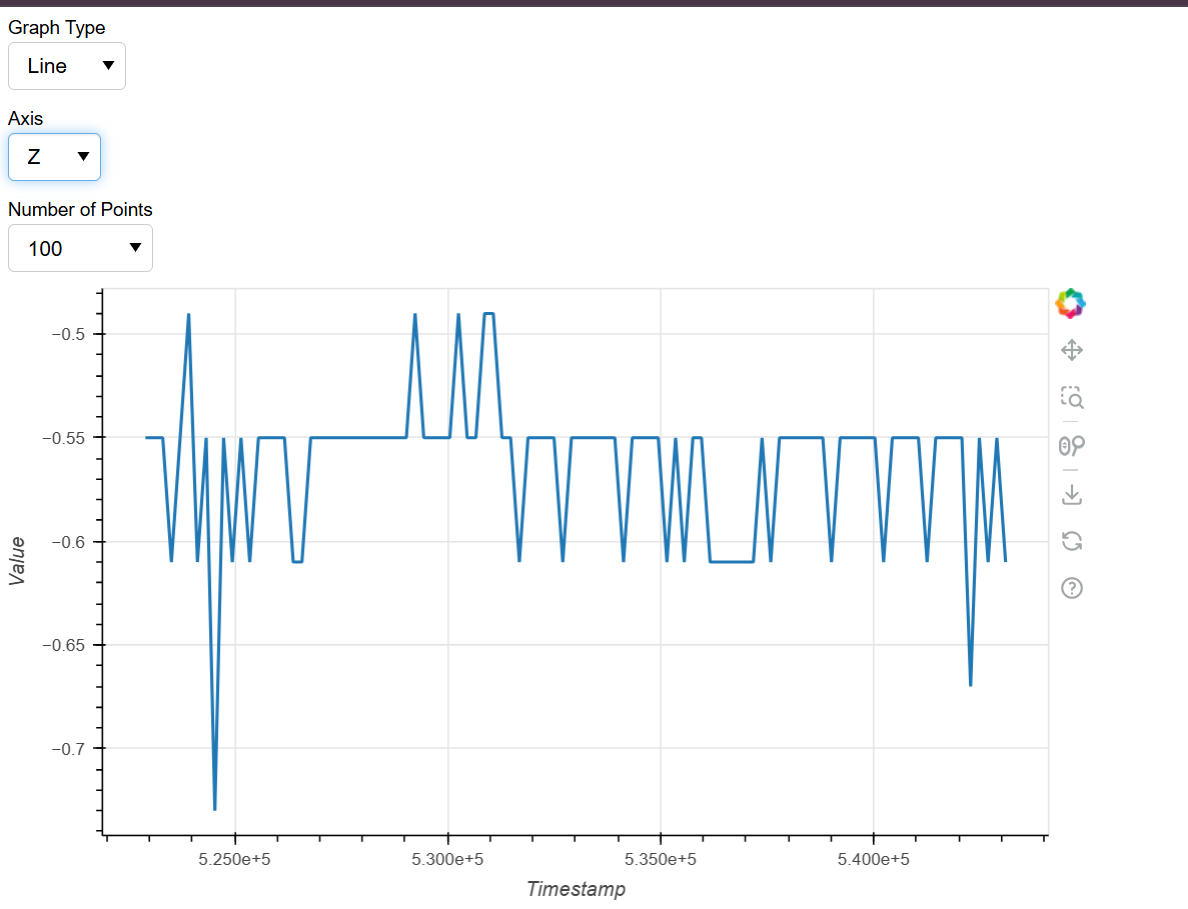 Graph Type
Line
Axis
Z
Number of Points
100
−0.5
−0.55
−0.6
−0.65
−0.7
Value
5.250e+5 5.300e+5 5.350e+5 5.400e+5
Timestamp